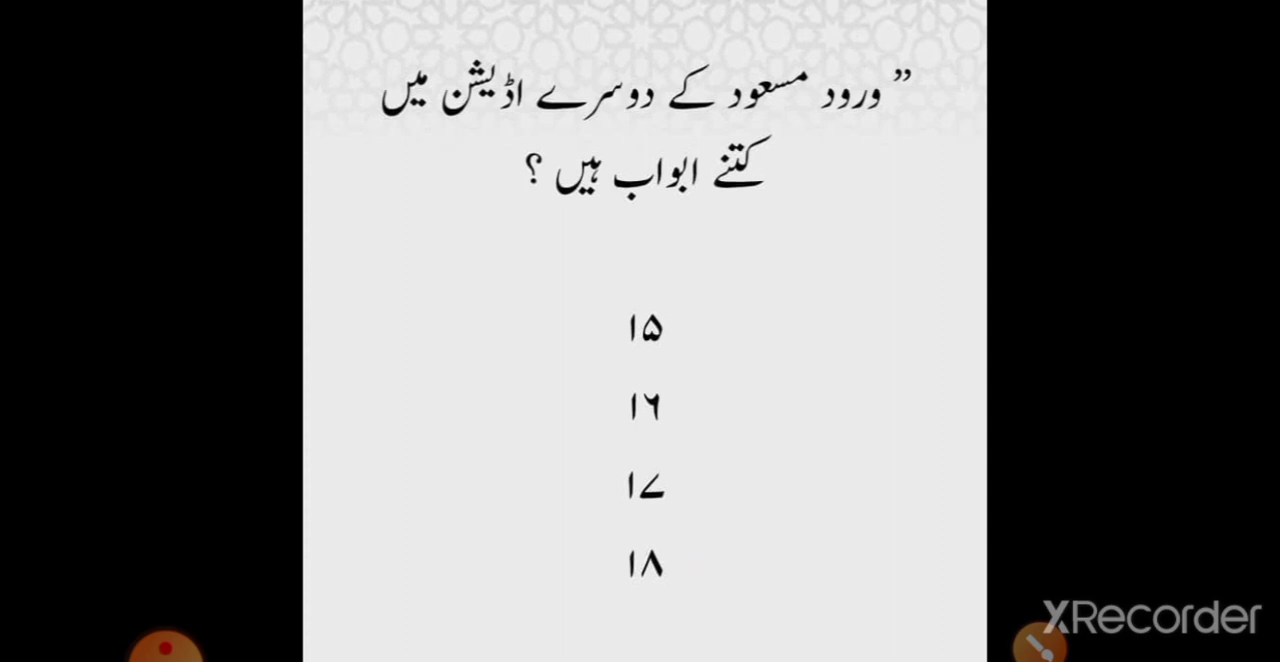 ” ورود مسعود کے دوسرے اڈیشن میں
کتنے ابواب ہیں ؟
۱۵
۱۶
۱۷
۱۸
XRecorder